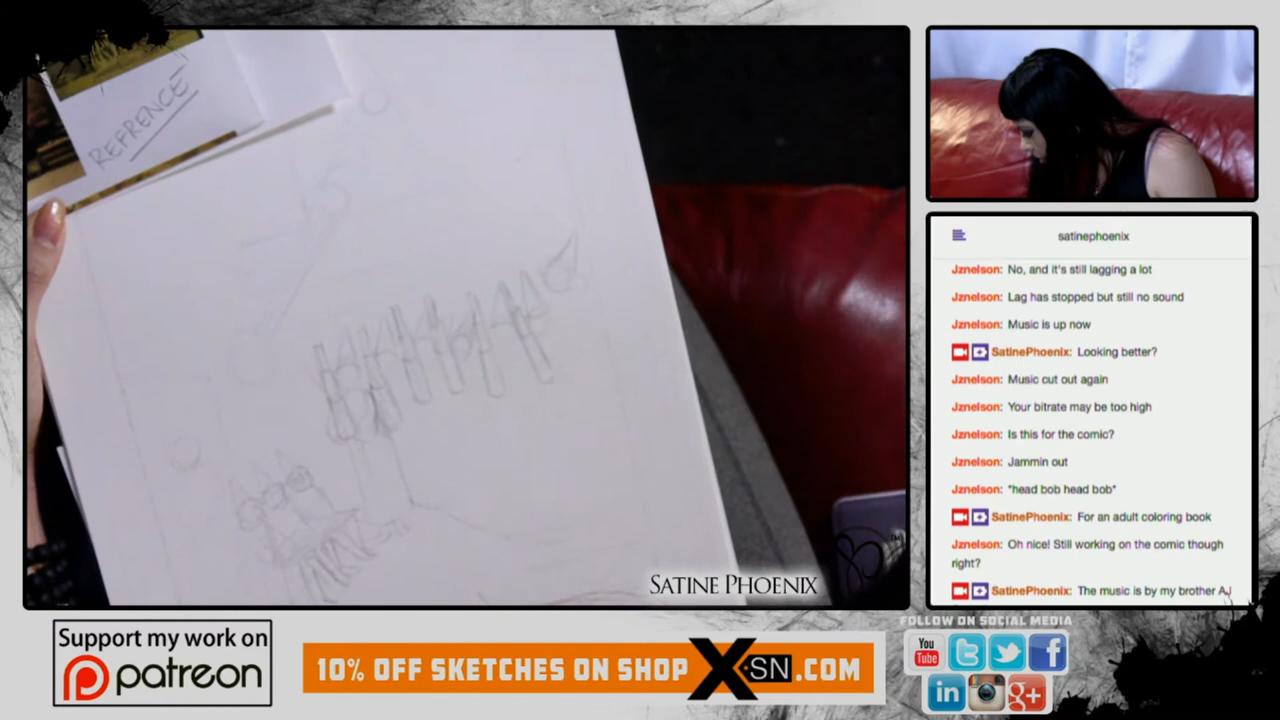 REFRENCE
SATINE PHOENIX
satinephoenix
Jznelson: No, and it's still lagging a lot
Jznelson: Lag has stopped but still no sound
Jznelson: Music is up now
SatinePhoenix: Looking better?
Jznelson: Music cut out again
Jznelson: Your bitrate may be too high
Jznelson: Is this for the comic?
Jznelson: Jammin out
Jznelson: *head bob head bob*
SatinePhoenix: For an adult coloring book
Jznelson: Oh nice! Still working on the comic though
right?
SatinePhoenix: The music is by my brother AJ
Support my work on
patreon
10% OFF SKETCHES ON SHOP X-SN.COM
FOLLOW ON SOCIAL MEDIA
You
Tube
in
g+